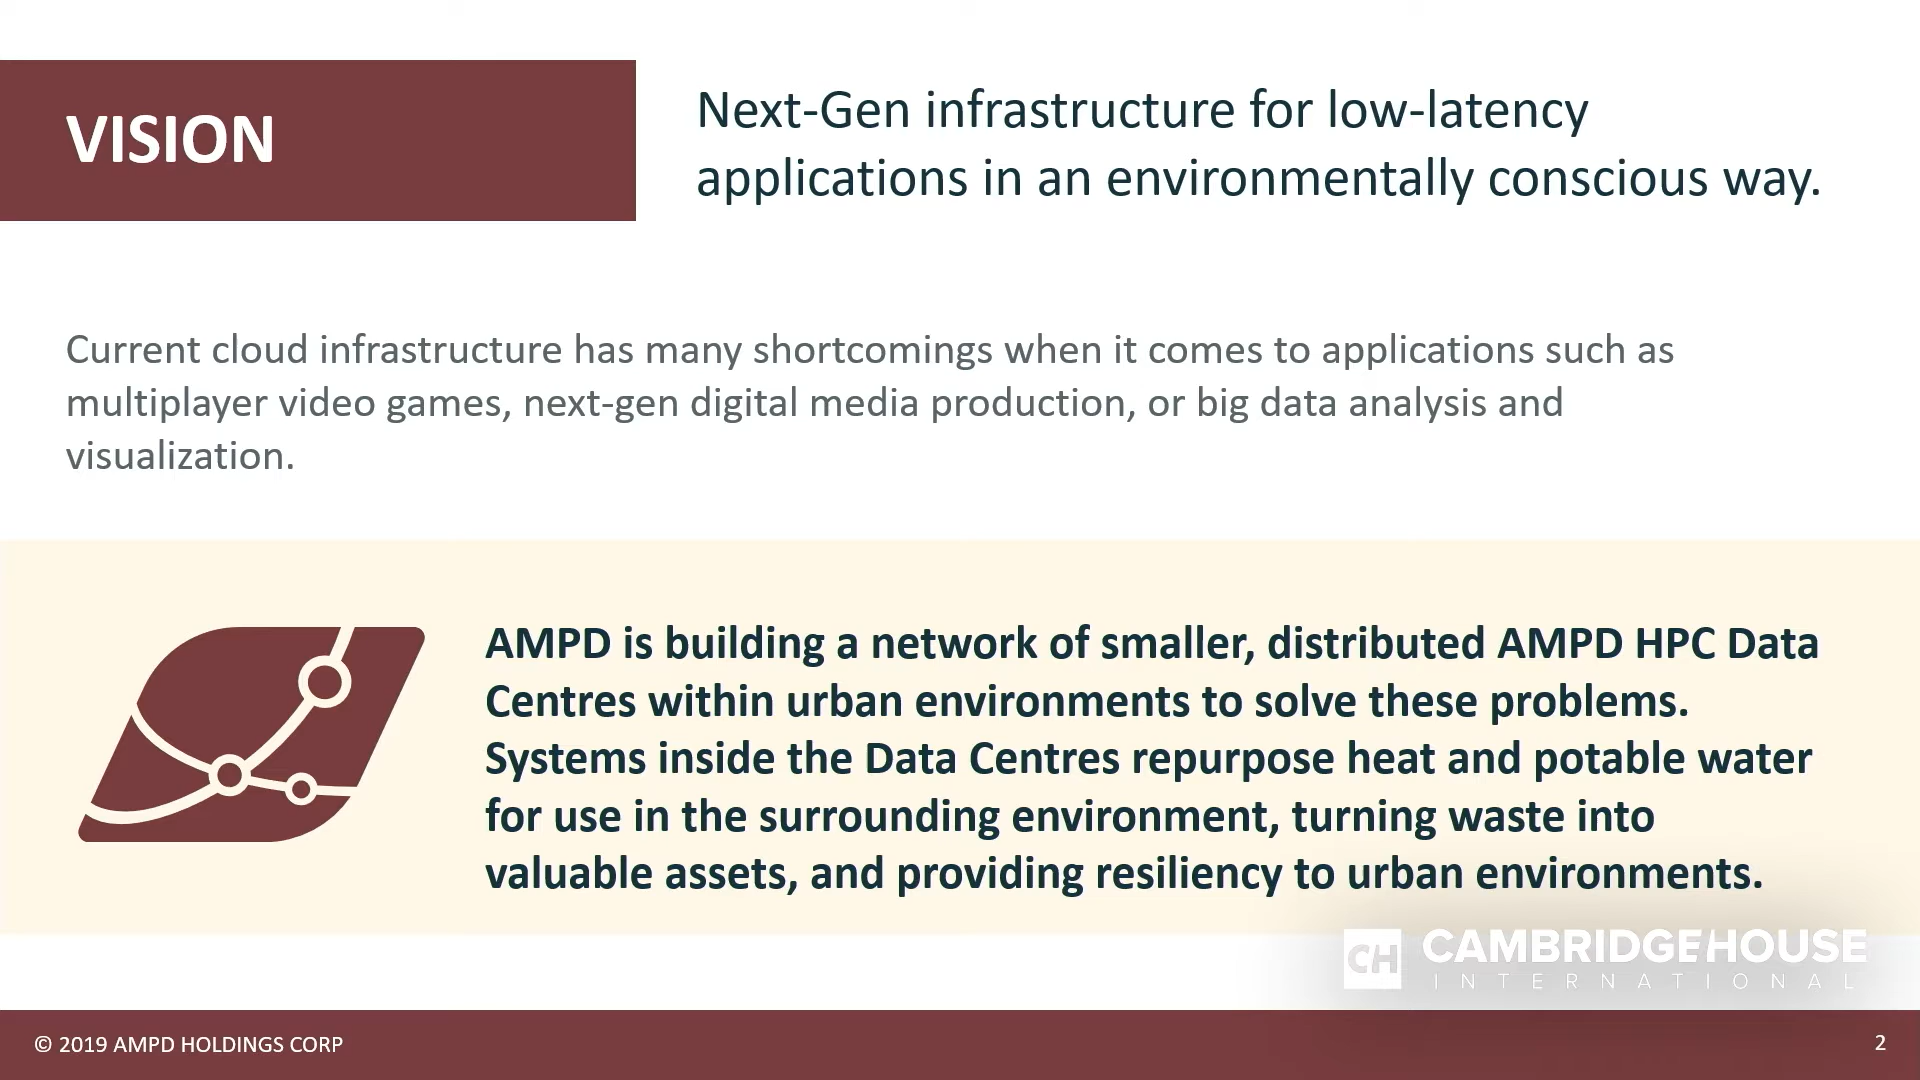 VISION
Next-Gen infrastructure for low-latency
applications in an environmentally conscious way.
Current cloud infrastructure has many shortcomings when it comes to applications such as
multiplayer video games, next-gen digital media production, or big data analysis and
visualization.
AMPD is building a network of smaller, distributed AMPD HPC Data
Centres within urban environments to solve these problems.
Systems inside the Data Centres repurpose heat and potable water
for use in the surrounding environment, turning waste into
valuable assets, and providing resiliency to urban environments.
CH CAMBRIDGEHOUSE
INTERNATIONAL
© 2019 AMPD HOLDINGS CORP
2